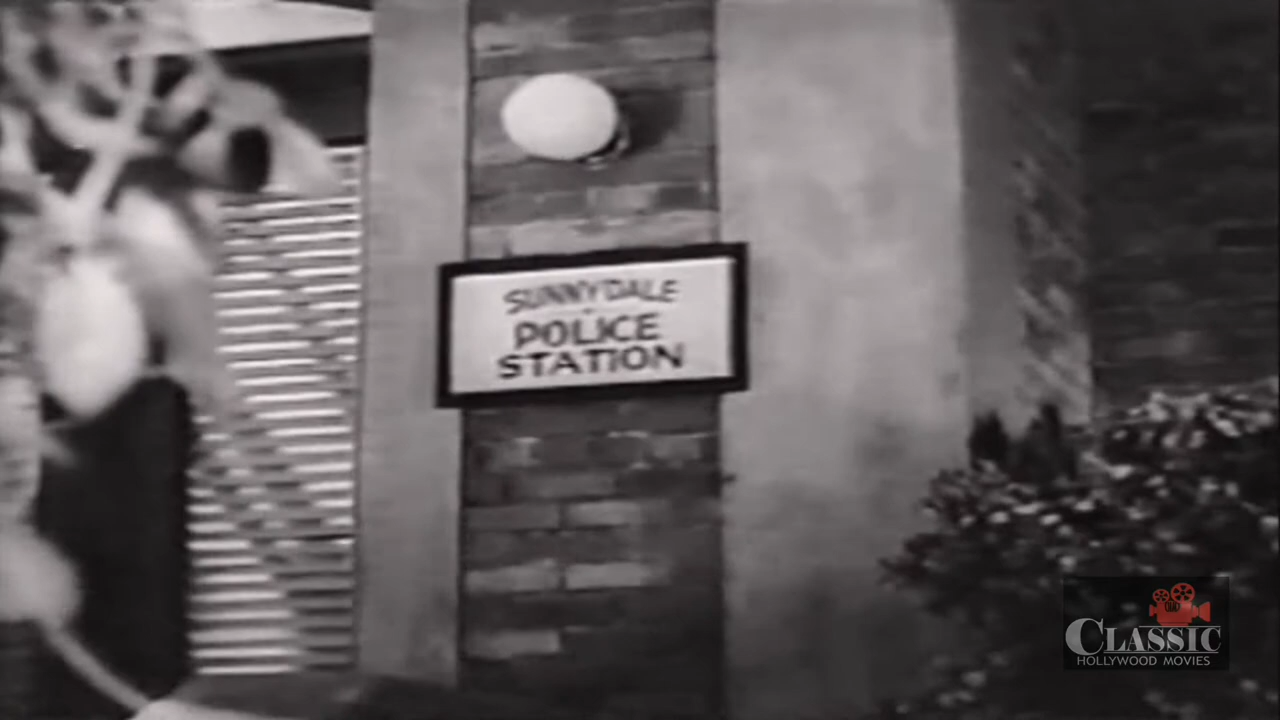 SUNNYDALE
POLICE
STATION
CLASSIC
HOLLYWOOD MOVIES